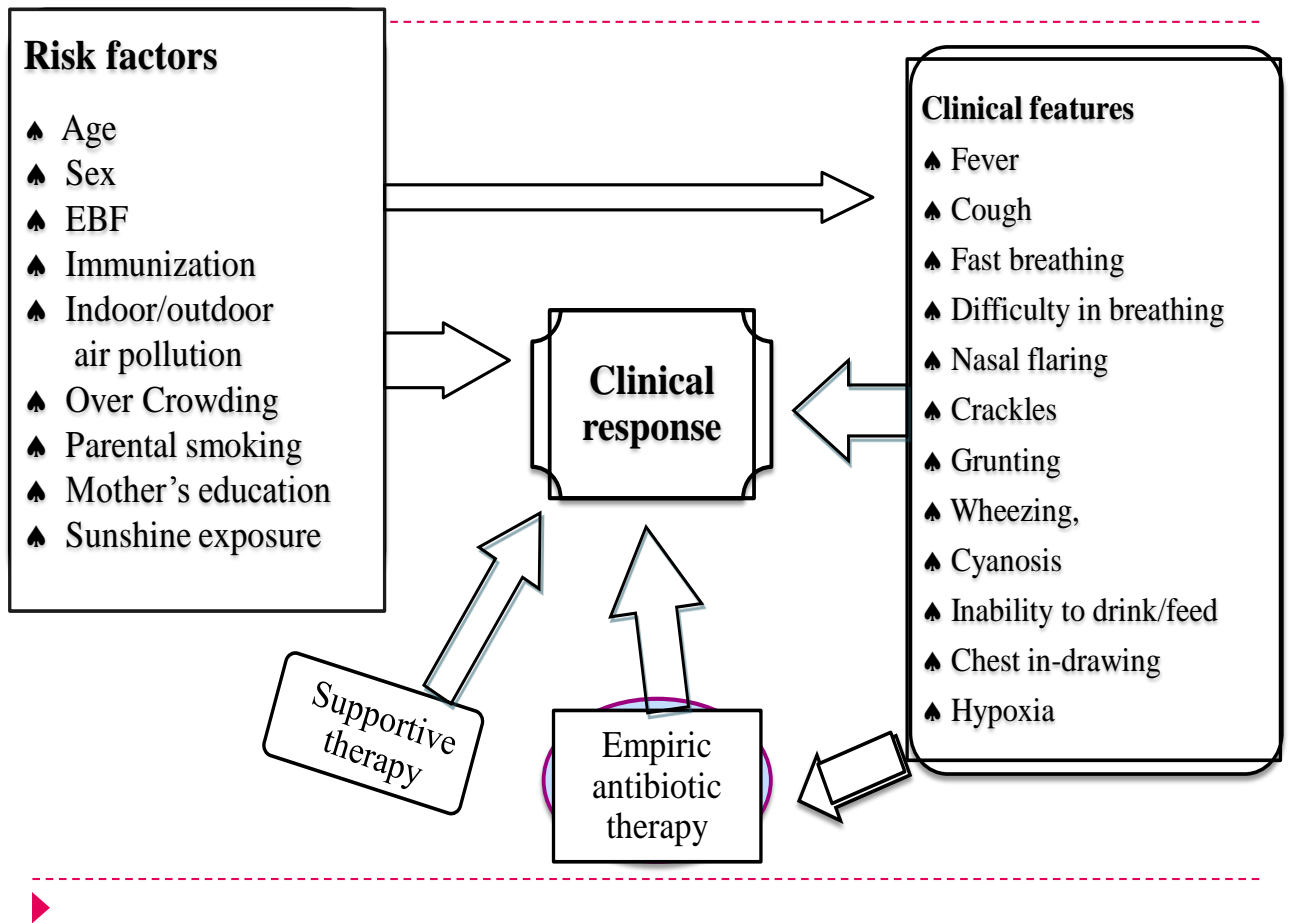 Risk factors
♠ Age
♠ Sex
♠ EBF
♠ Immunization
♠ Indoor/outdoor
air pollution
♠ Over Crowding
♠ Parental smoking
♠ Mother’s education
♠ Sunshine exposure
Clinical
response
Supportive
therapy
Empiric
antibiotic
therapy
Clinical features
♠ Fever
♠ Cough
♠ Fast breathing
♠ Difficulty in breathing
♠ Nasal flaring
♠ Crackles
♠ Grunting
♠ Wheezing,
♠ Cyanosis
♠ Inability to drink/feed
♠ Chest in-drawing
♠ Hypoxia